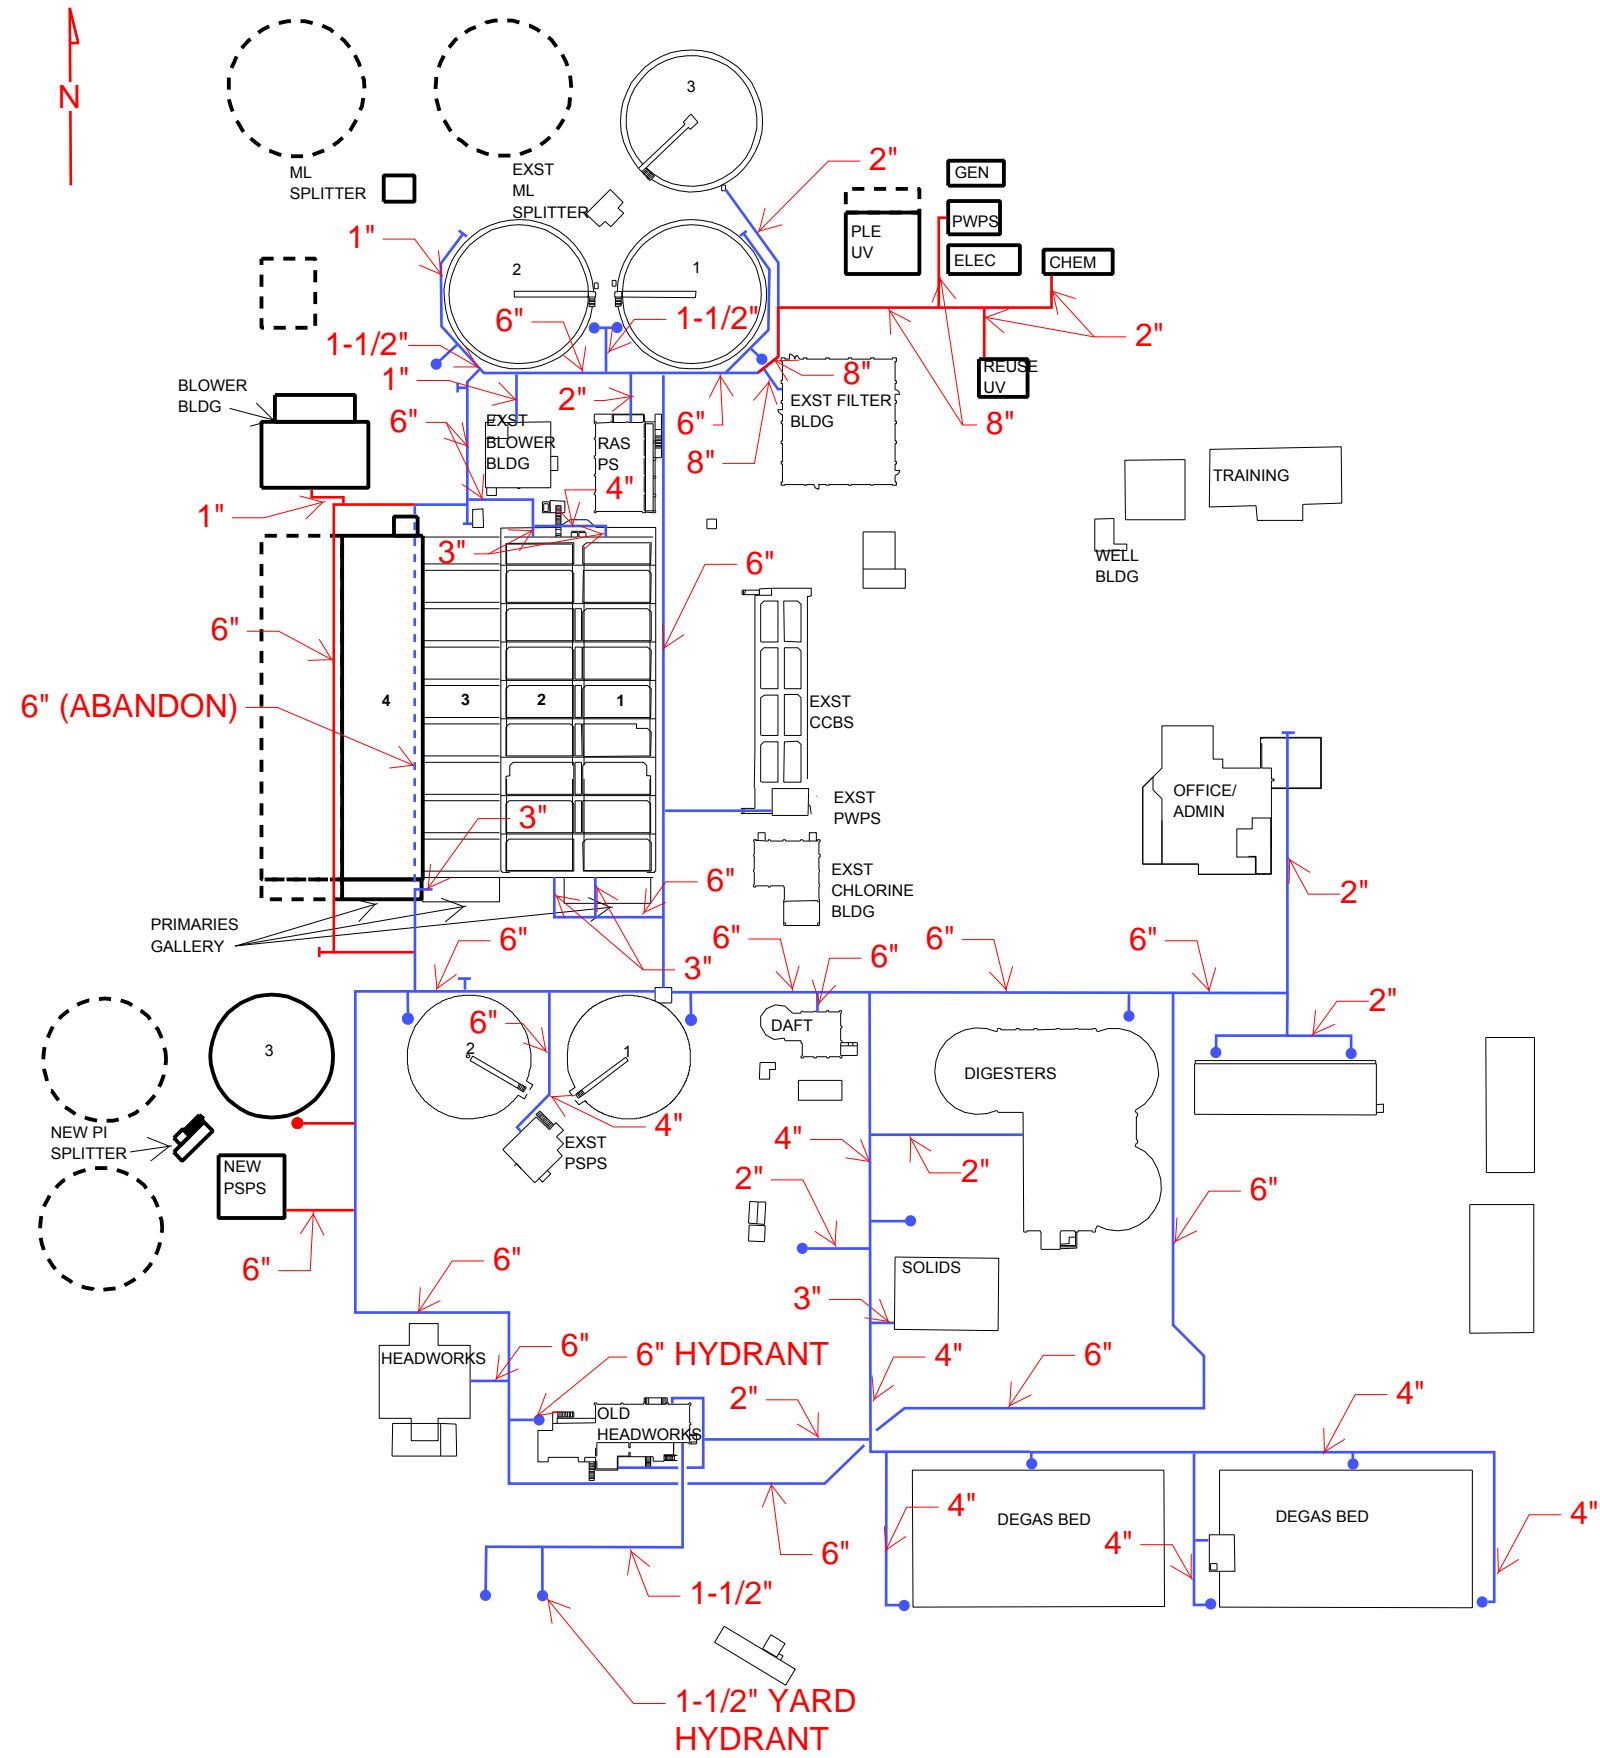 N
3
ML
SPLITTER
EXST
ML
SPLITTER
2"
GEN
PWPS
ELEC
CHEM
PLE
UV
1"
2
1
6"
1-1/2"
1-1/2"
2"
REUSE
UV
8"
8"
1"
2"
6"
8"
EXST FILTER
BLDG
BLOWER
BLDG
6"
EXST
BLOWER
BLDG
RAS
PS
4"
TRAINING
1"
3"
6"
WELL
BLDG
6"
6" (ABANDON)
4
3
2
1
EXST
CCBS
OFFICE/
ADMIN
EXST
PWPS
3"
6"
EXST
CHLORINE
BLDG
2"
PRIMARIES
GALLERY
6"
3"
6"
6"
6"
6"
2"
3
6"
2
1
DAFT
DIGESTERS
NEW PI
SPLITTER
4"
EXST
PSPS
4"
2"
NEW
PSPS
2"
6"
6"
6"
SOLIDS
3"
HEADWORKS
6"
6" HYDRANT
4"
6"
2"
4"
OLD
HEADWORKS
4"
DEGAS BED
4"
DEGAS BED
4"
6"
1-1/2"
1-1/2" YARD
HYDRANT